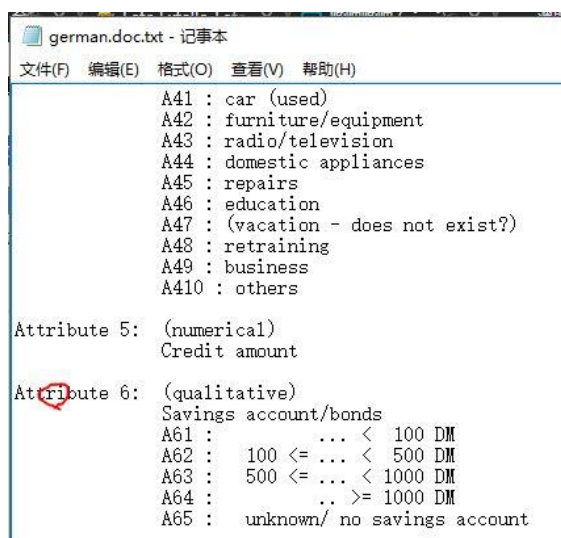 german.doc.txt - 记事本
文件(F) 编辑(E) 格式(O) 查看(V) 帮助(H)
A41 : car (used)
A42 : furniture/equipment
A43 : radio/television
A44 : domestic appliances
A45 : repairs
A46 : education
A47 : (vacation - does not exist?)
A48 : retraining
A49 : business
A410 : others
Attribute 5: (numerical)
Credit amount
Attribute 6: (qualitative)
Savings account/bonds
A61 : ... < 100 DM
A62 : 100 <= ... < 500 DM
A63 : 500 <= ... < 1000 DM
A64 : .. >= 1000 DM
A65 : unknown/ no savings account